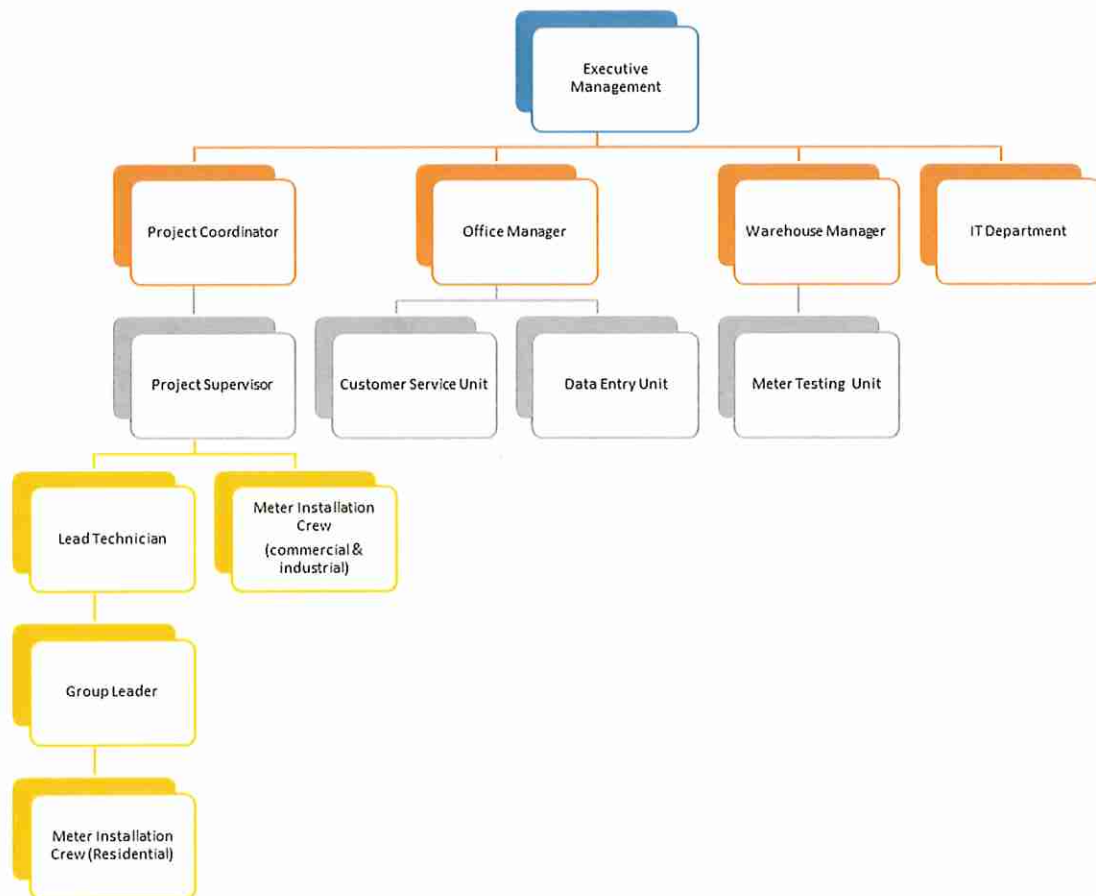 Executive
Management
Project Coordinator
Office Manager
Warehouse Manager
IT Department
Project Supervisor
Customer Service Unit
Data Entry Unit
Meter Testing Unit
Lead Technician
Meter Installation
Crew
(commercial &
industrial)
Group Leader
Meter Installation
Crew (Residential)